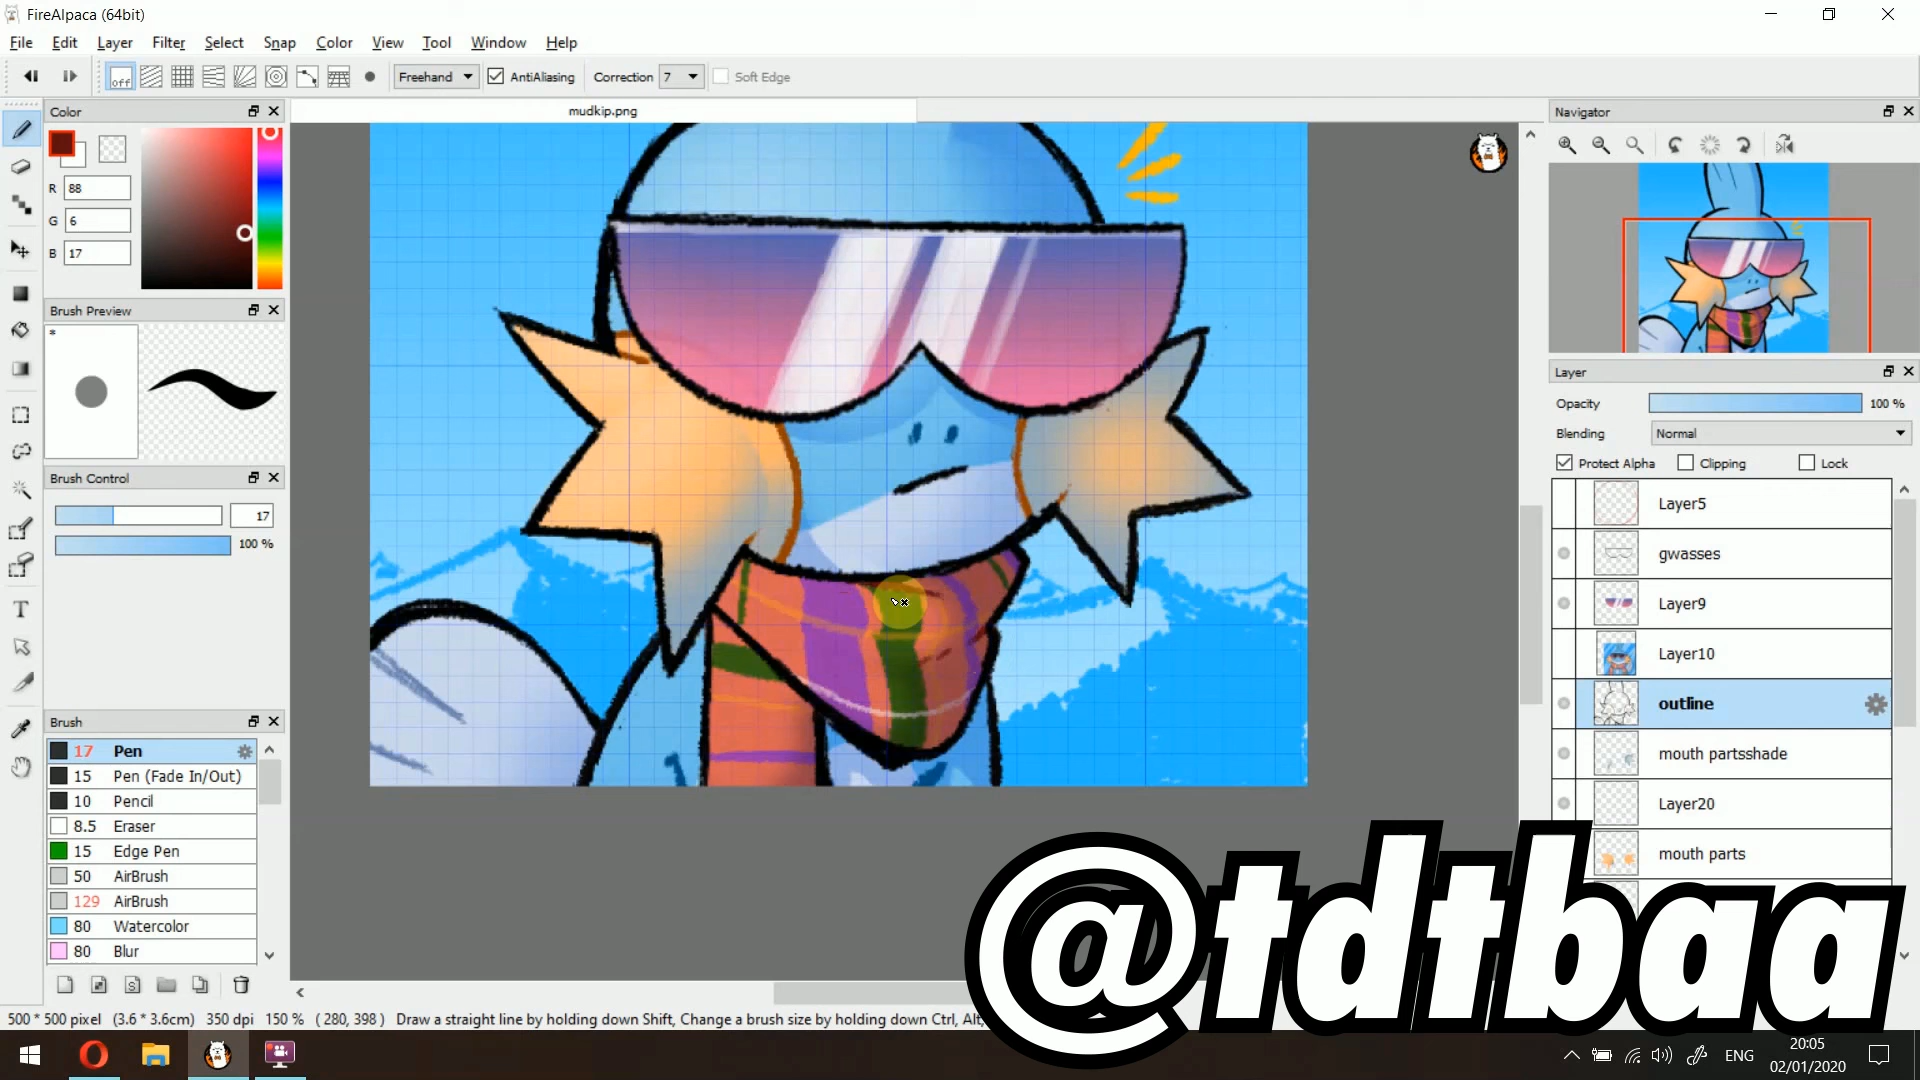 FireAlpaca (64bit)
File Edit Layer Filter Select Snap Color View Tool Window Help
off Freehand AntiAliasing Correction 7 Soft Edge
Color
mudkip.png
Navigator
R 88
G 6
B 17
Brush Preview
*
Layer
Opacity 100 %
Blending Normal
Protect Alpha Clipping Lock
Brush Control
17
100 %
Layer5
gwasses
Layer9
Layer10
outline
mouth partsshade
Layer20
mouth parts
Brush
17 Pen
15 Pen (Fade In/Out)
10 Pencil
8.5 Eraser
15 Edge Pen
50 AirBrush
129 AirBrush
80 Watercolor
80 Blur
@tdtbaa
500 * 500 pixel (3.6 * 3.6cm) 350 dpi 150 % ( 280, 398 ) Draw a straight line by holding down Shift, Change a brush size by holding down Ctrl, Alt,
ENG
20:05
02/01/2020